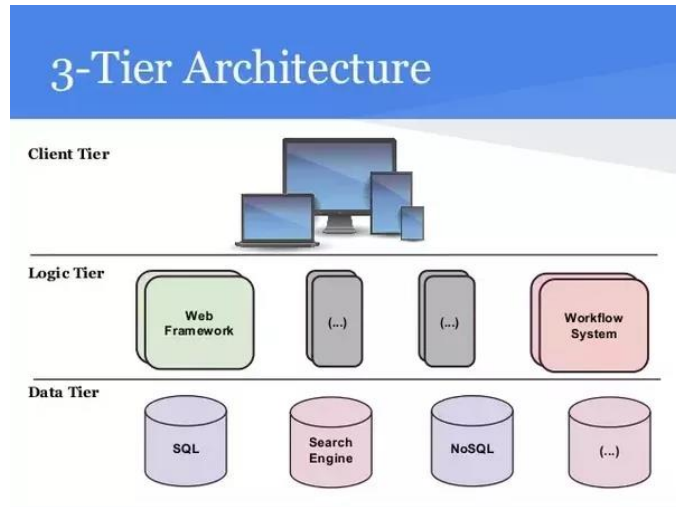 3-Tier Architecture
Client Tier
Logic Tier
Web
Framework
(...)
(...)
Workflow
System
Data Tier
SQL
Search
Engine
NoSQL
(...)